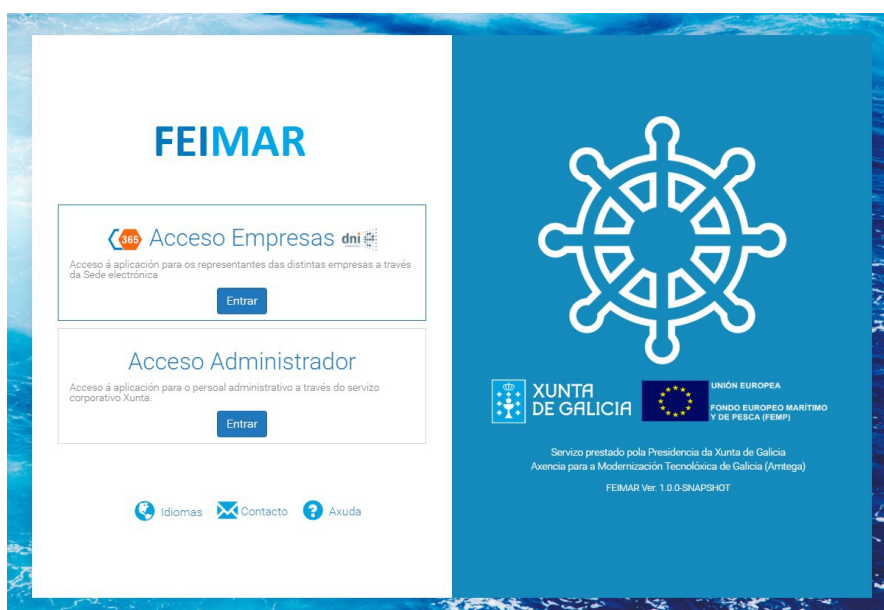 FEIMAR
365 Acceso Empresas dni
Acceso á aplicación para os representantes das distintas empresas a través
da Sede electrónica
Entrar
Acceso Administrador
Acceso á aplicación para o persoal administrativo a través do servizo
corporativo Xunta.
Entrar
Idiomas Contacto ? Axuda
XUNTA
DE GALICIA
UNIÓN EUROPEA
FONDO EUROPEO MARÍTIMO
Y DE PESCA (FEMP)
Servizo prestado pola Presidencia da Xunta de Galicia
Axencia para a Modernización Tecnolóxica de Galicia (Amtega)
FEIMAR Ver. 1.0.0-SNAPSHOT